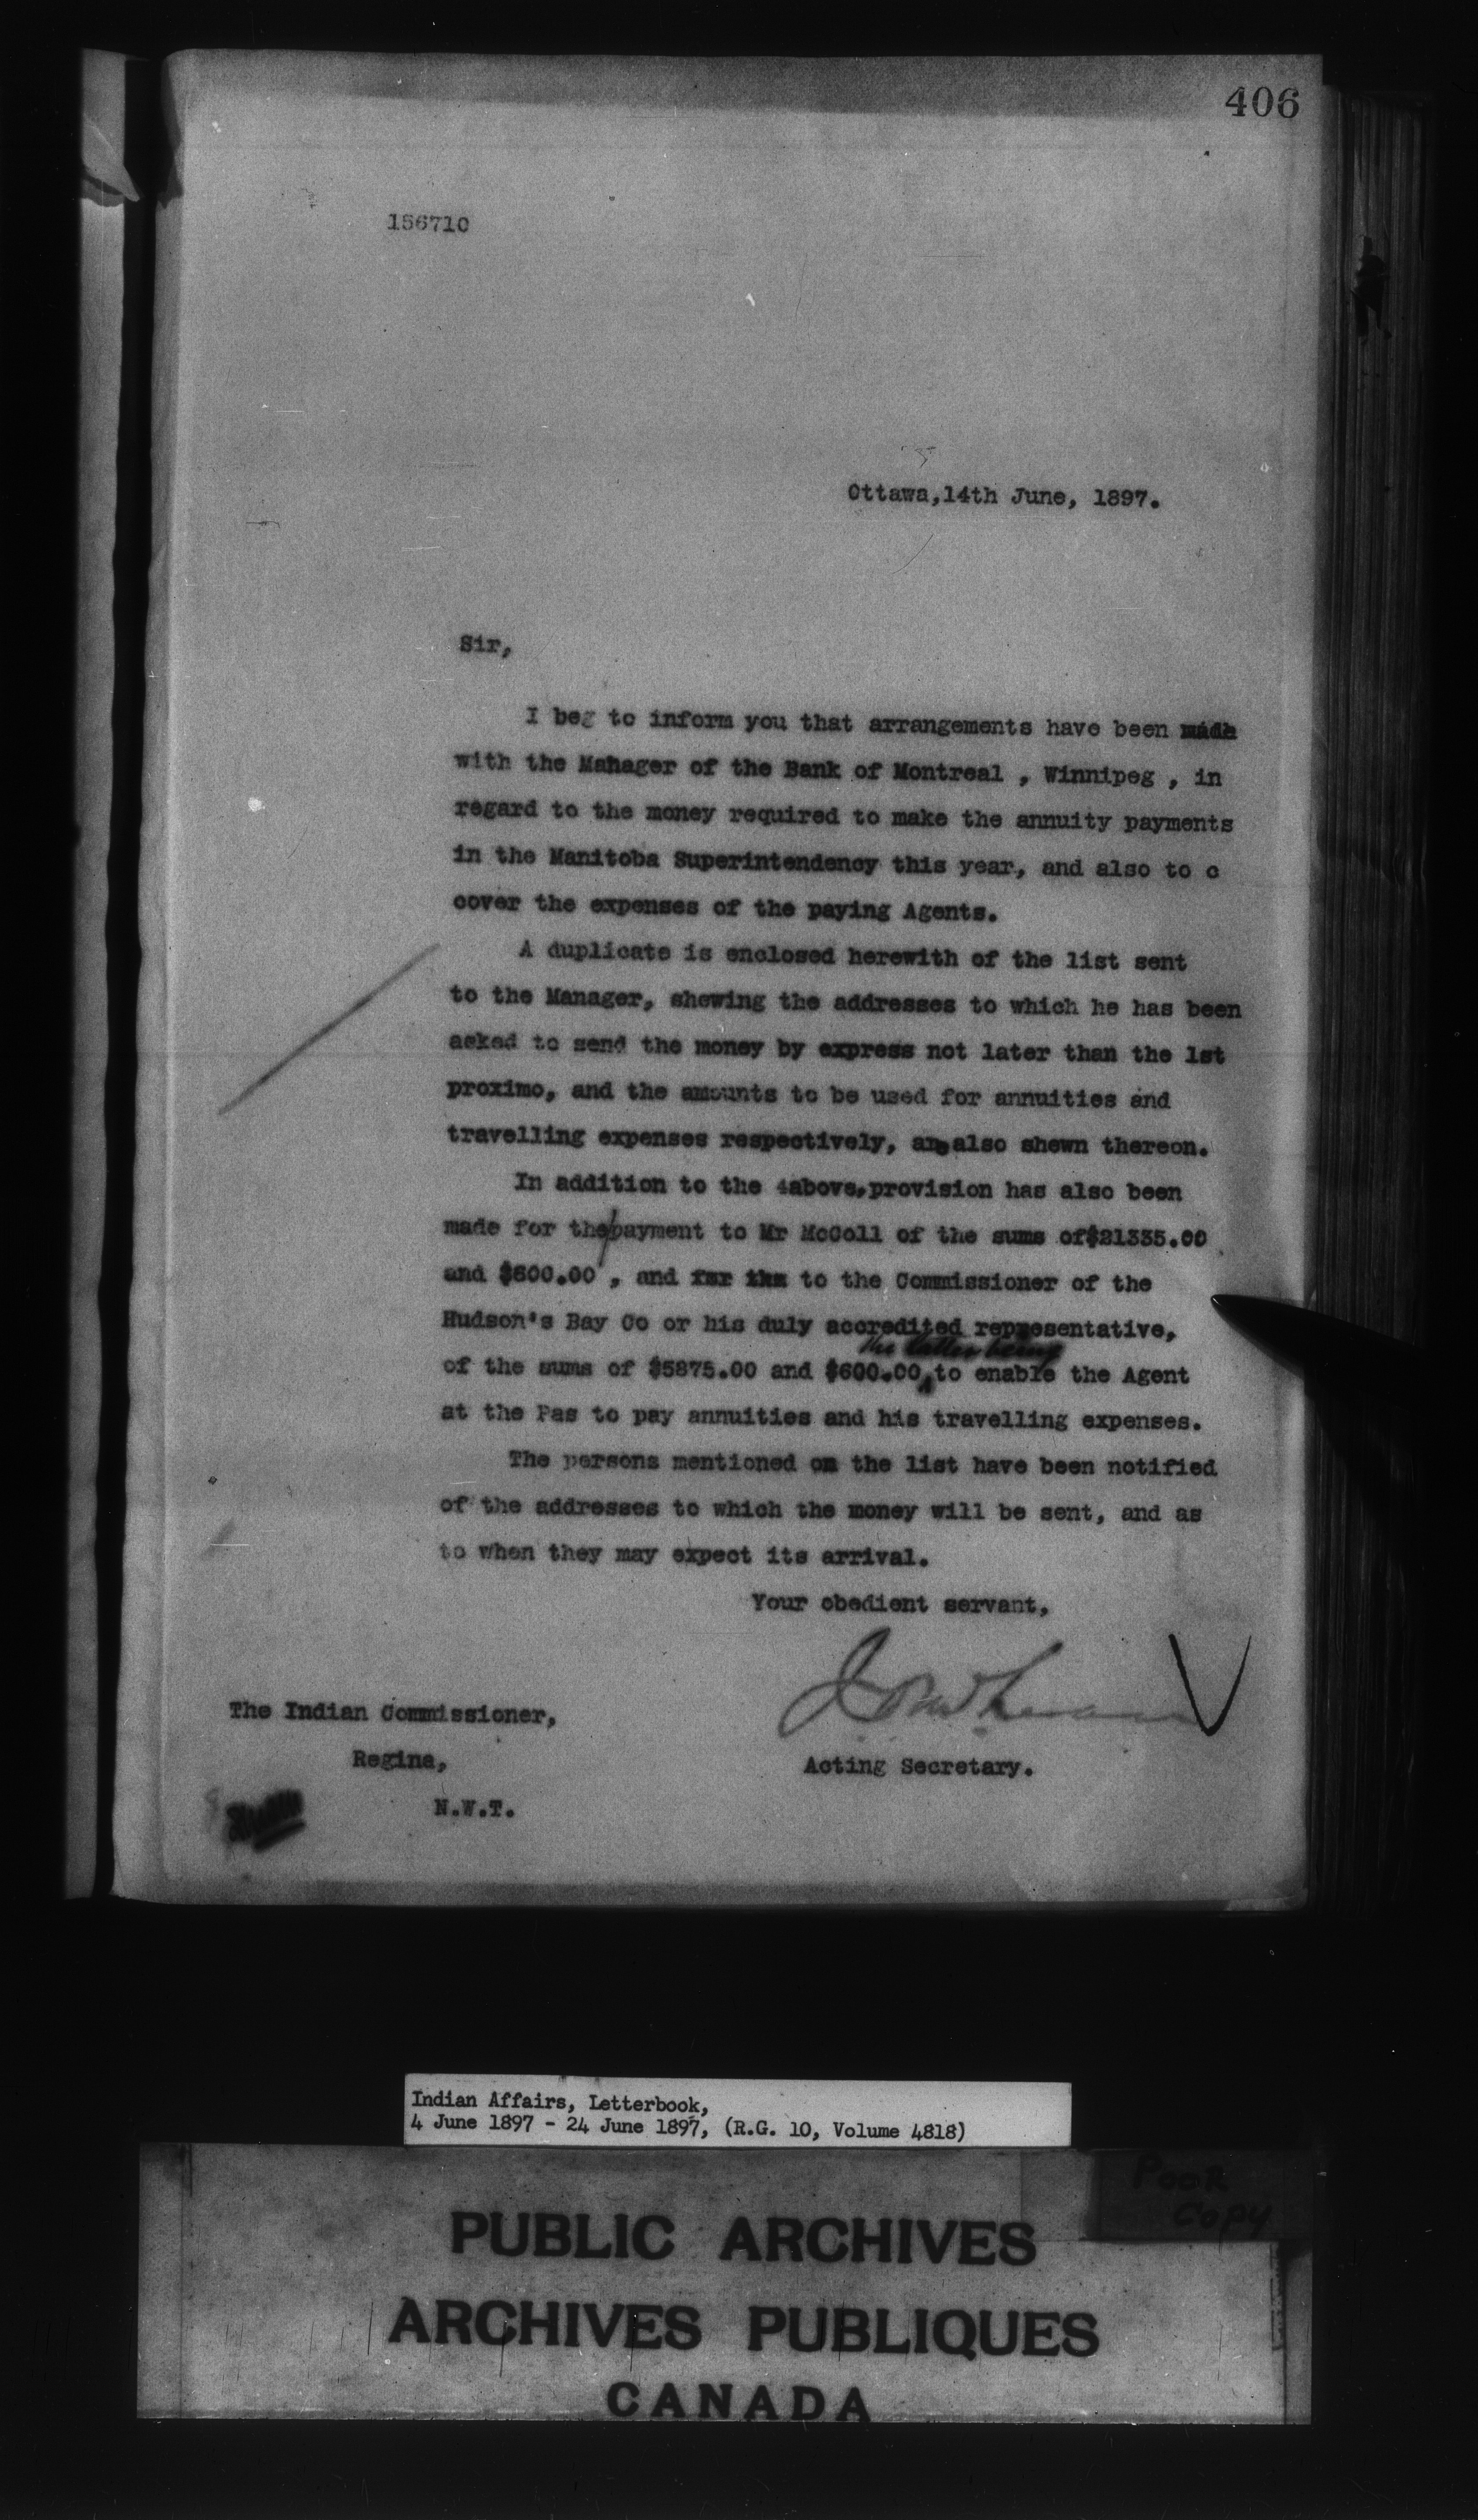 406
156710
Ottawa,14th June, 1897.
Sir,
I beg to inform you that arrangements have been made
with the Manager of the Bank of Montreal , Winnipeg , in
regard to the money required to make the annuity payments
in the Manitoba Superintendency this year, and also to c
cover the expenses of the paying Agents.
A duplicate is enclosed herewith of the list sent
to the Manager, shewing the addresses to which he has been
asked to send the money by express not later than the 1st
proximo, and the amounts to be used for annuities and
travelling expenses respectively, are also shewn thereon.
In addition to the above,provision has also been
made for the/payment to Mr McColl of the sums of$21335.00
and $600.00 , and for the to the Commissioner of the
Hudson's Bay Co or his duly accredited representative,
the latter being
of the sums of $5875.00 and $600.00 to enable the Agent
at the Pas to pay annuities and his travelling expenses.
The persons mentioned on the list have been notified
of the addresses to which the money will be sent, and as
to when they may expect its arrival.
Your obedient servant,
The Indian Commissioner,
Regina,
N.W.T.
Acting Secretary.
Indian Affairs, Letterbook,
4 June 1897 - 24 June 1897, (R.G. 10, Volume 4818)
POOR
COPY
PUBLIC ARCHIVES
ARCHIVES PUBLIQUES
CANADA